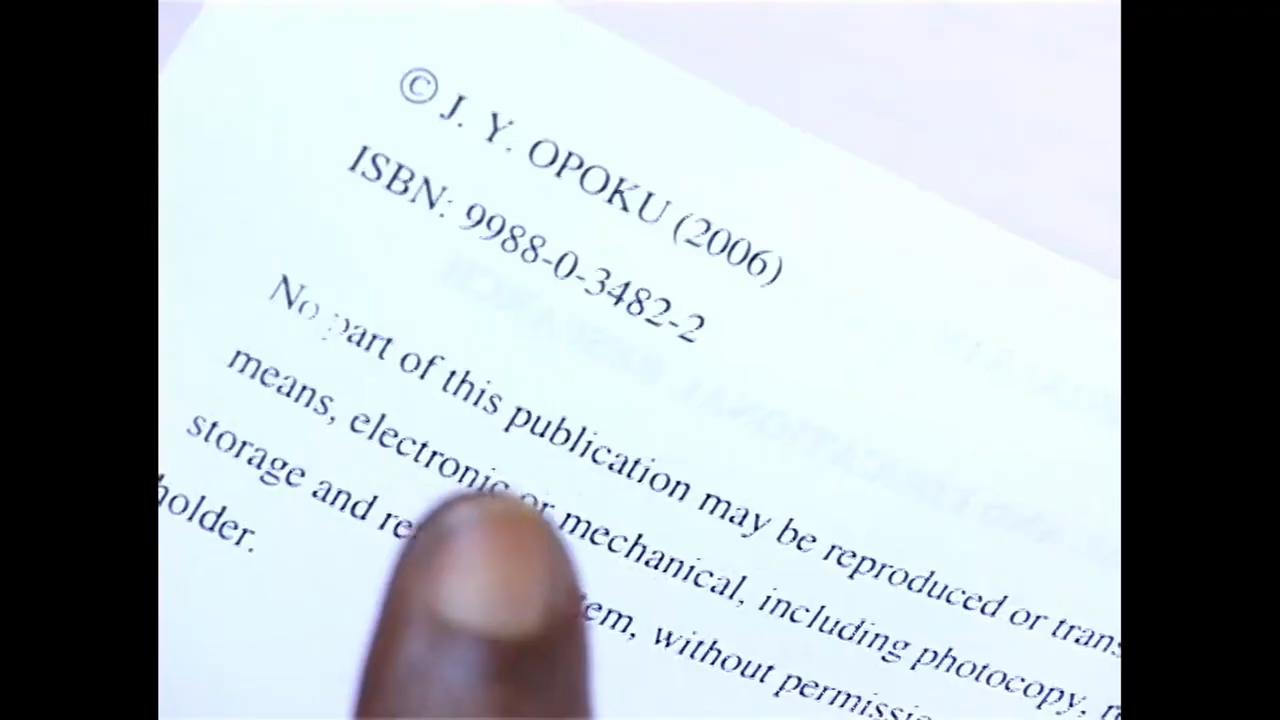 © J. Y. OPOKU (2006)
ISBN: 9988-0-3482-2
No part of this publication may be reproduced or
means, electronic or mechanical, including photocopy,
storage and without
holder.